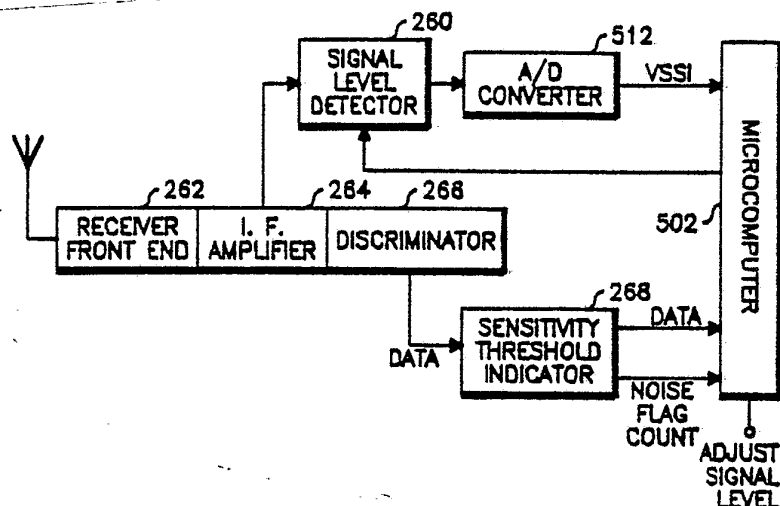 260
SIGNAL
LEVEL
DETECTOR
512
A/D
CONVERTER
VSSI
MICROCOMPUTER
502
262
RECEIVER
FRONT END
264
I. F.
AMPLIFIER
266
DISCRIMINATOR
DATA
268
SENSITIVITY
THRESHOLD
INDICATOR
DATA
NOISE
FLAG
COUNT
ADJUST
SIGNAL
LEVEL